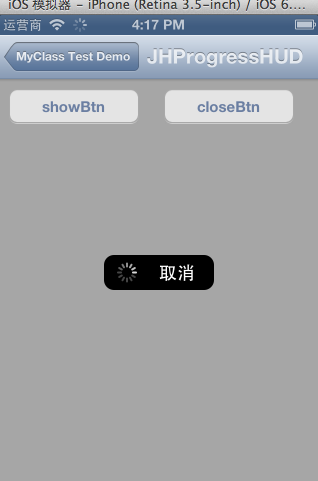 iOS 模拟器 - iPhone (Retina 3.5-inch) / iOS 6....
运营商 4:17 PM
MyClass Test Demo JHProgressHUD
showBtn closeBtn
取消